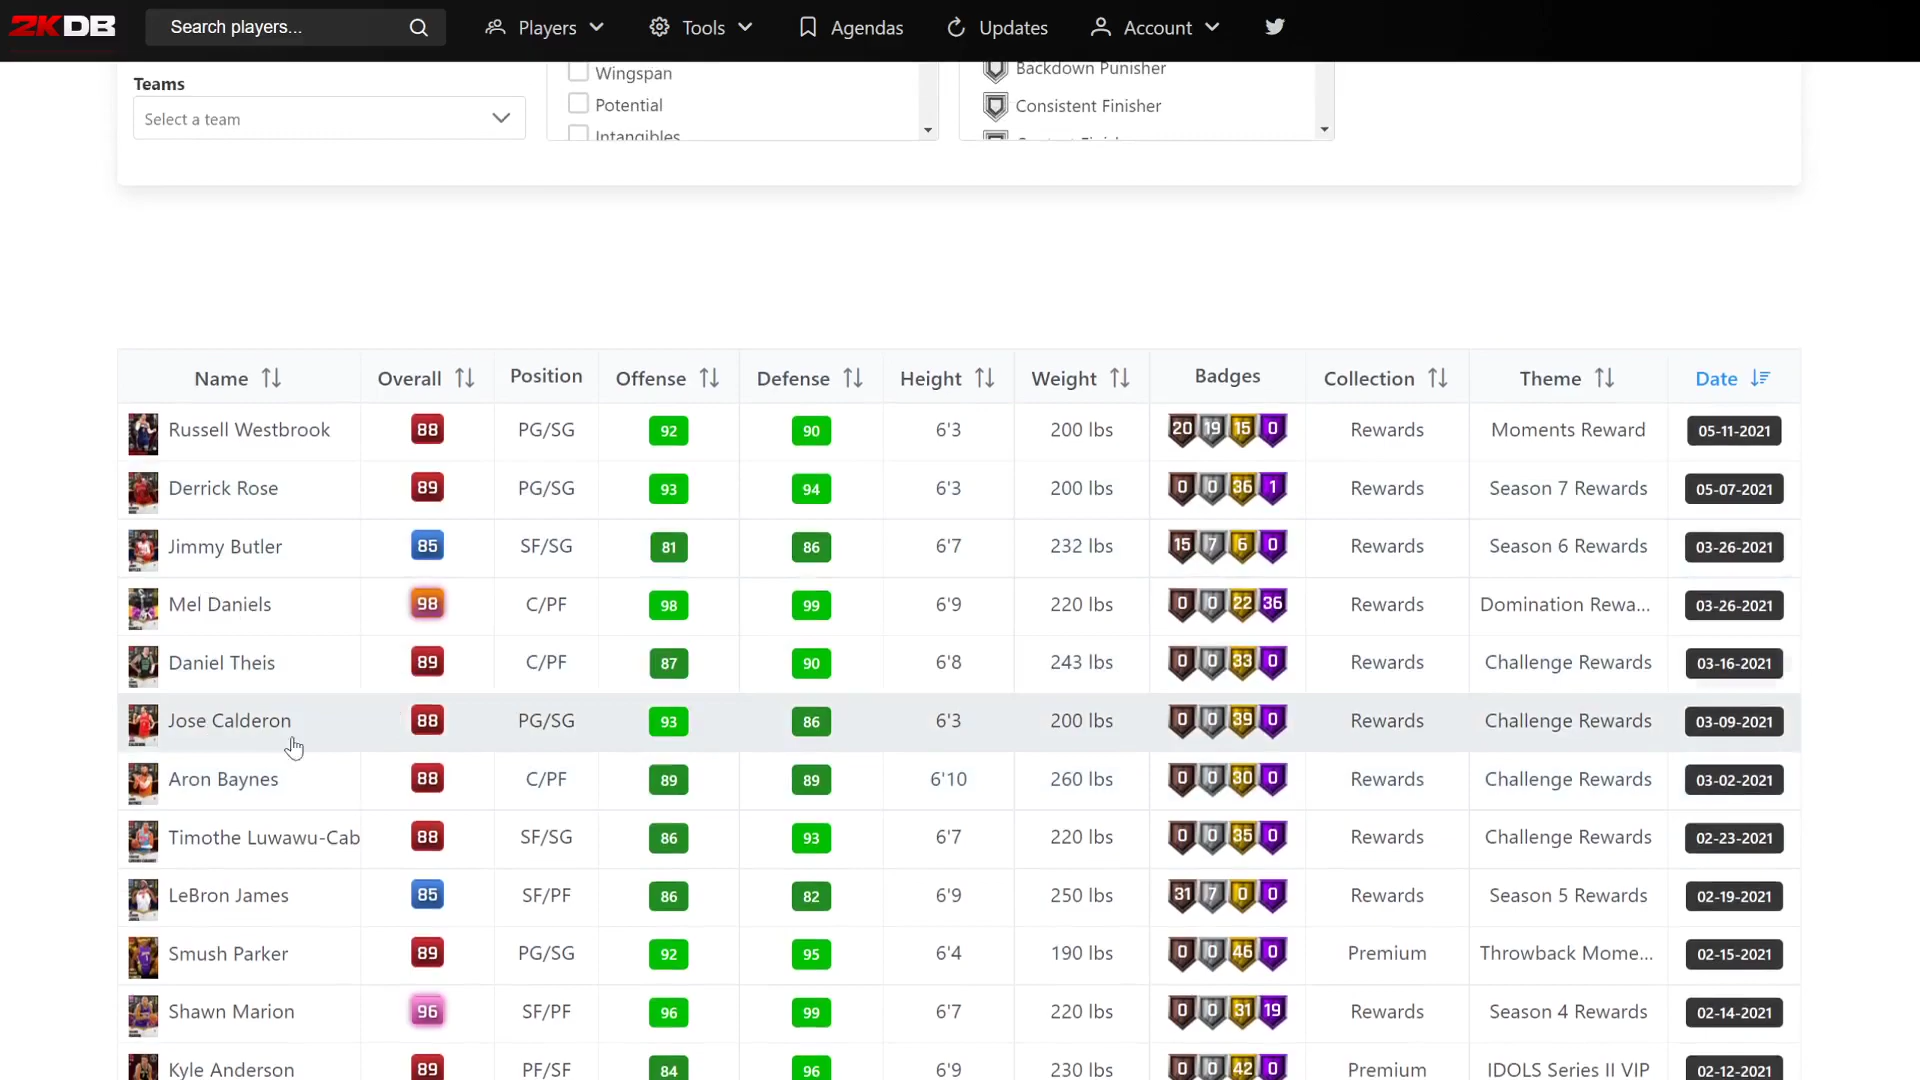 2KDB Search players... Players Tools Agendas Updates Account
Teams
Select a team
Wingspan
Potential
Intangibles
Backdown Punisher
Consistent Finisher
Name Overall Position Offense Defense Height Weight Badges Collection Theme Date
Russell Westbrook 88 PG/SG 92 90 6'3 200 lbs 20 19 15 0 Rewards Moments Reward 05-11-2021
Derrick Rose 89 PG/SG 93 94 6'3 200 lbs 0 0 36 1 Rewards Season 7 Rewards 05-07-2021
Jimmy Butler 85 SF/SG 81 86 6'7 232 lbs 15 7 6 0 Rewards Season 6 Rewards 03-26-2021
Mel Daniels 98 C/PF 98 99 6'9 220 lbs 0 0 22 36 Rewards Domination Rewa... 03-26-2021
Daniel Theis 89 C/PF 87 90 6'8 243 lbs 0 0 33 0 Rewards Challenge Rewards 03-16-2021
Jose Calderon 88 PG/SG 93 86 6'3 200 lbs 0 0 39 0 Rewards Challenge Rewards 03-09-2021
Aron Baynes 88 C/PF 89 89 6'10 260 lbs 0 0 30 0 Rewards Challenge Rewards 03-02-2021
Timothe Luwawu-Cab 88 SF/SG 86 93 6'7 220 lbs 0 0 35 0 Rewards Challenge Rewards 02-23-2021
LeBron James 85 SF/PF 86 82 6'9 250 lbs 31 7 0 0 Rewards Season 5 Rewards 02-19-2021
Smush Parker 89 PG/SG 92 95 6'4 190 lbs 0 0 46 0 Premium Throwback Mome... 02-15-2021
Shawn Marion 96 SF/PF 96 99 6'7 220 lbs 0 0 31 19 Rewards Season 4 Rewards 02-14-2021
Kyle Anderson 89 PF/SF 84 96 6'9 230 lbs 0 0 42 0 Premium IDOLS Series II VIP 02-12-2021